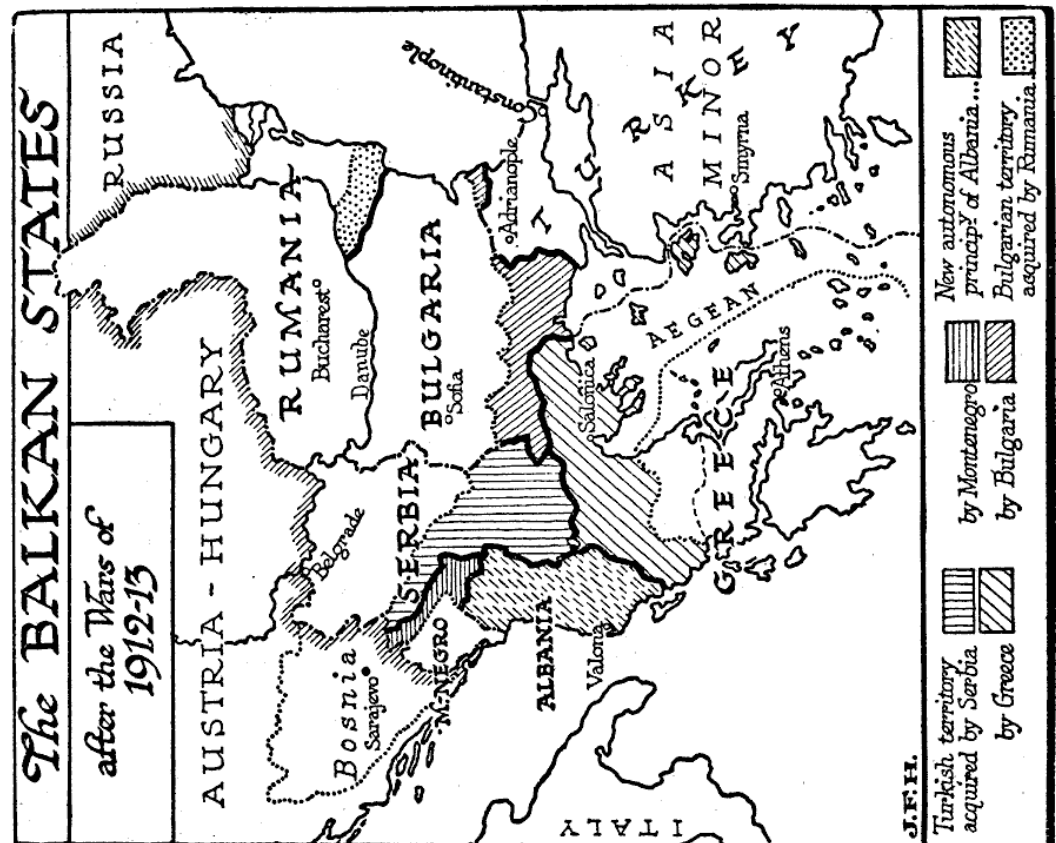 The BALKAN STATES
after the Wars of
1912-13
RUSSIA
AUSTRIA - HUNGARY
RUMANIA
Bucharest
Danube
Belgrade
Bosnia
Sarajevo
SERBIA
BULGARIA
Sofia
M.NEGRO
ALBANIA
Valona
Constantinople
Adrianople
TURKEY
ASIA
MINOR
Smyrna
Salonica
AEGEAN
GREECE
Athens
ITALY
J.F.H.
Turkish territory
acquired by Serbia
by Greece
by Montenegro
by Bulgaria
New autonomous
princip.y of Albania...
Bulgarian territory
acquired by Rumania.